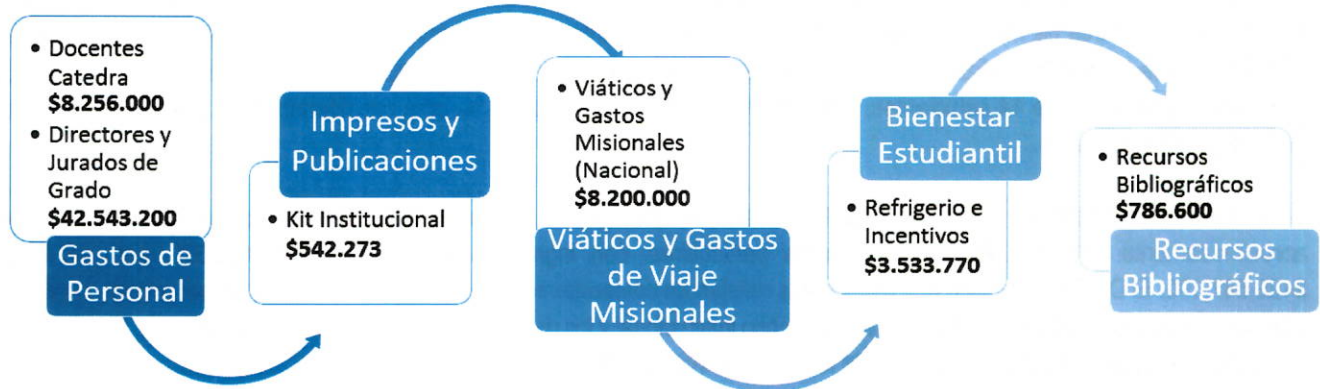 • Docentes
Catedra
$8.256.000
• Directores y
Jurados de
Grado
$42.543.200
Gastos de
Personal
Impresos y
Publicaciones
• Kit Institucional
$542.273
• Viáticos y
Gastos
Misionales
(Nacional)
$8.200.000
Viáticos y Gastos
de Viaje
Misionales
Bienestar
Estudiantil
• Refrigerio e
Incentivos
$3.533.770
• Recursos
Bibliográficos
$786.600
Recursos
Bibliográficos